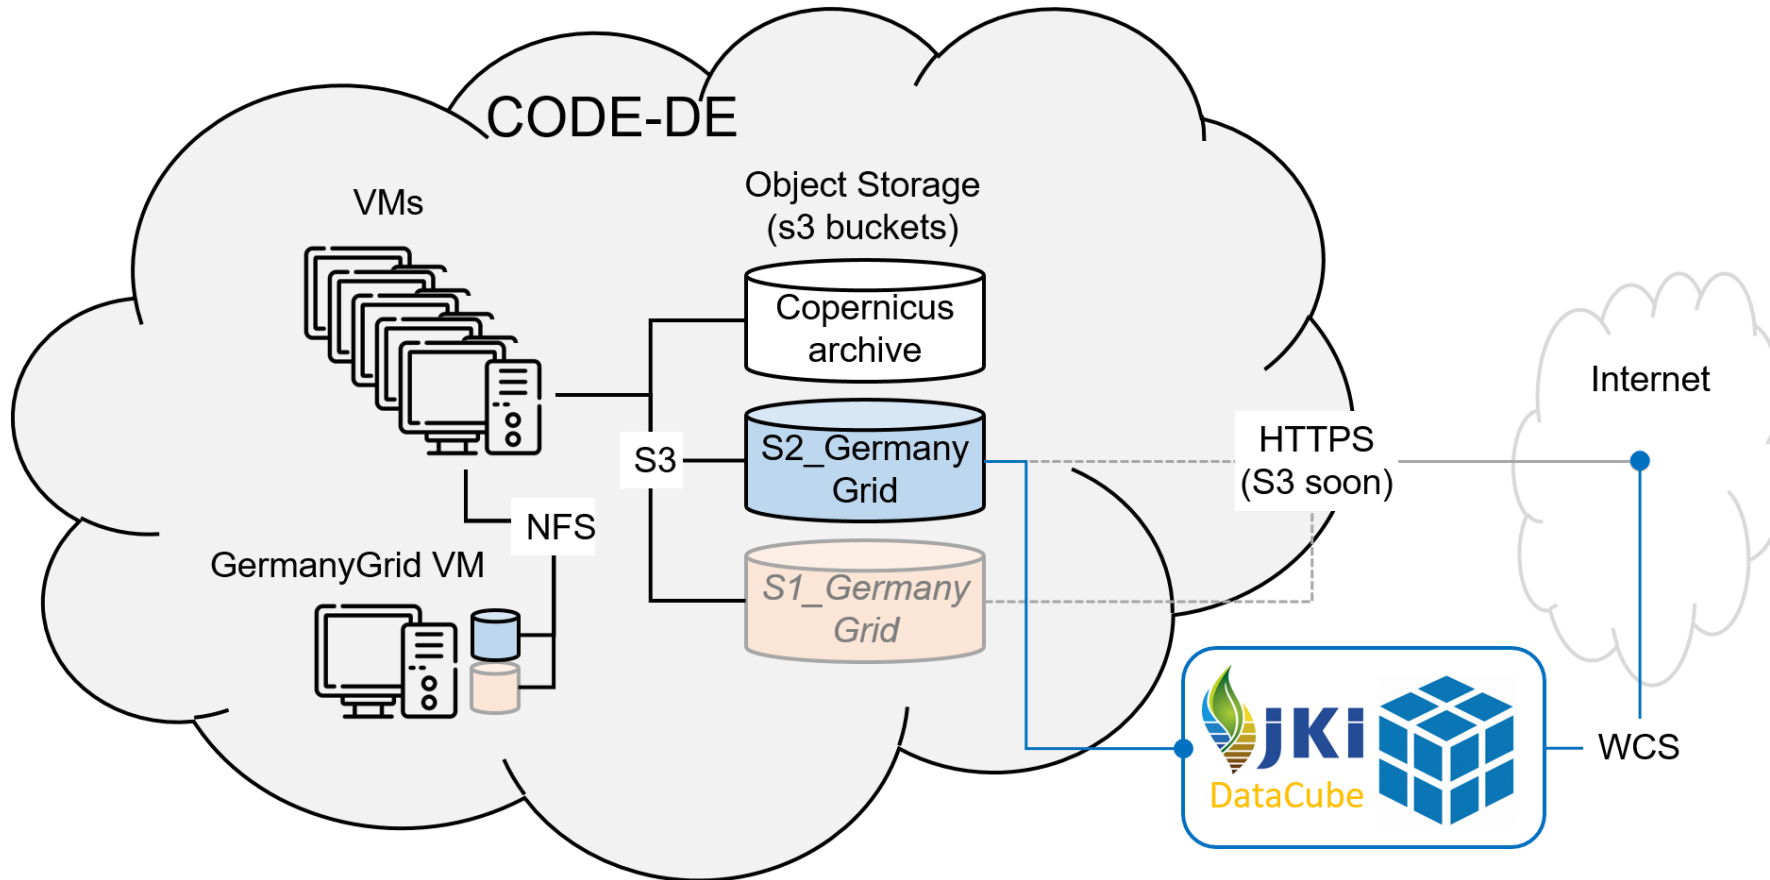 CODE-DE
VMs
Object Storage
(s3 buckets)
Copernicus
archive
S3
S2_Germany
Grid
HTTPS
(S3 soon)
Internet
NFS
GermanyGrid VM
S1_Germany
Grid
JKi
DataCube
WCS